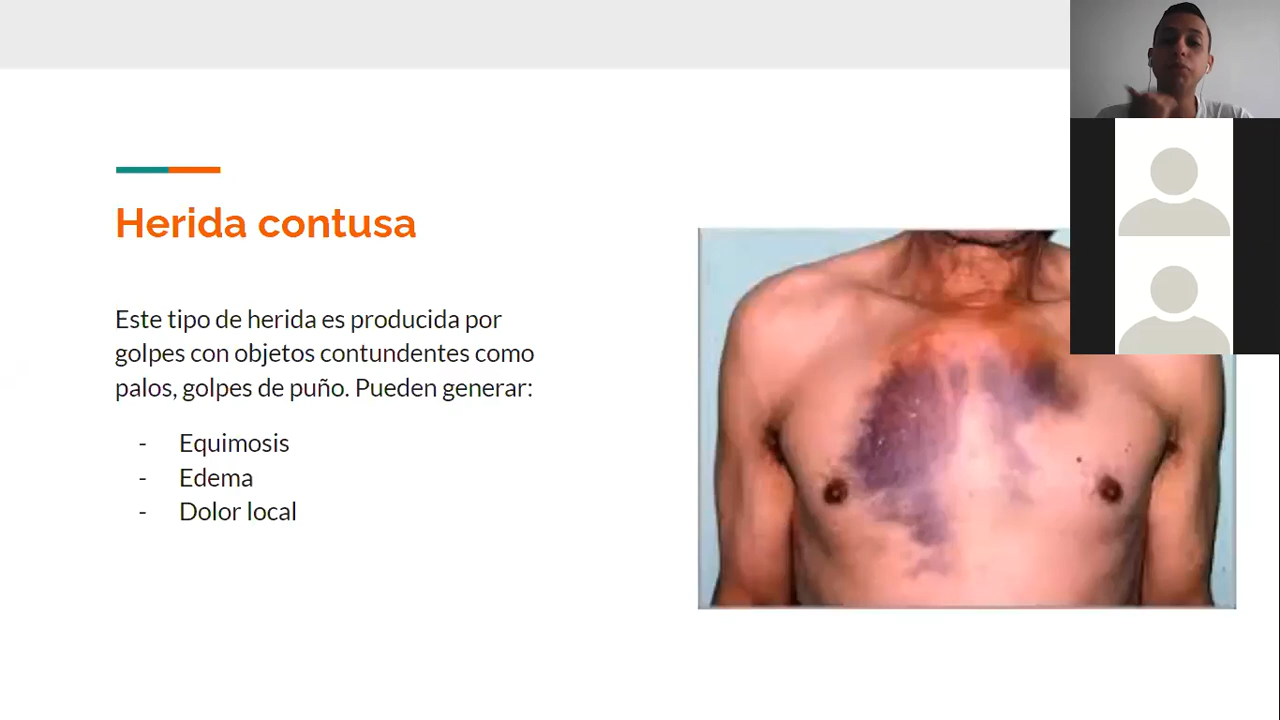 Herida contusa
Este tipo de herida es producida por
golpes con objetos contundentes como
palos, golpes de puño. Pueden generar:
- Equimosis
- Edema
- Dolor local